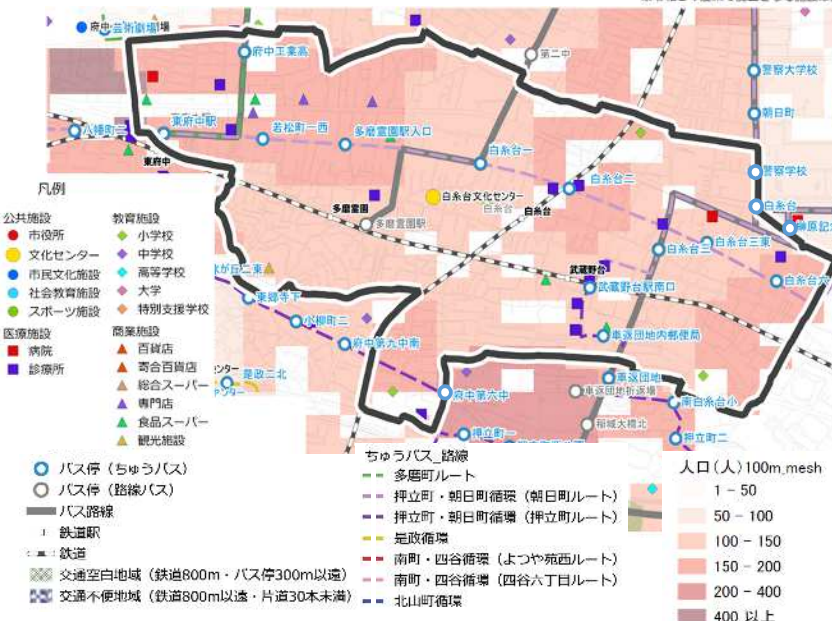 芸術劇場
府中工業高
第二中
警察大学校
朝日町
八幡町二
東府中駅
若松町一西
多磨霊園駅入口
白糸台一
東府中
白糸台二
警察学校
白糸台
白糸台文化センター
白糸台
白糸台
多磨霊園
多磨霊園駅
榊原記念
白糸台三
白糸台三東
武蔵野台
武蔵野台駅南口
白糸台六
東郷寺下
小柳町二
府中第九中南
車返団地内郵便局
是政二北
府中第六中
車返団地
車返団地折返場
南白糸台小
稲城大橋北
押立町一
押立町二
凡例
公共施設
市役所
文化センター
市民文化施設
社会教育施設
スポーツ施設
医療施設
病院
診療所
教育施設
小学校
中学校
高等学校
大学
特別支援学校
商業施設
百貨店
寄合百貨店
総合スーパー
専門店
食品スーパー
観光施設
バス停（ちゅうバス）
バス停（路線バス）
バス路線
鉄道駅
鉄道
交通空白地域（鉄道800m・バス停300m以遠）
交通不便地域（鉄道800m以遠・片道30本未満）
ちゅうバス_路線
多磨町ルート
押立町・朝日町循環（朝日町ルート）
押立町・朝日町循環（押立町ルート）
是政循環
南町・四谷循環（よつや苑西ルート）
南町・四谷循環（四谷六丁目ルート）
北山町循環
人口（人）100m_mesh
1 - 50
50 - 100
100 - 150
150 - 200
200 - 400
400 以上